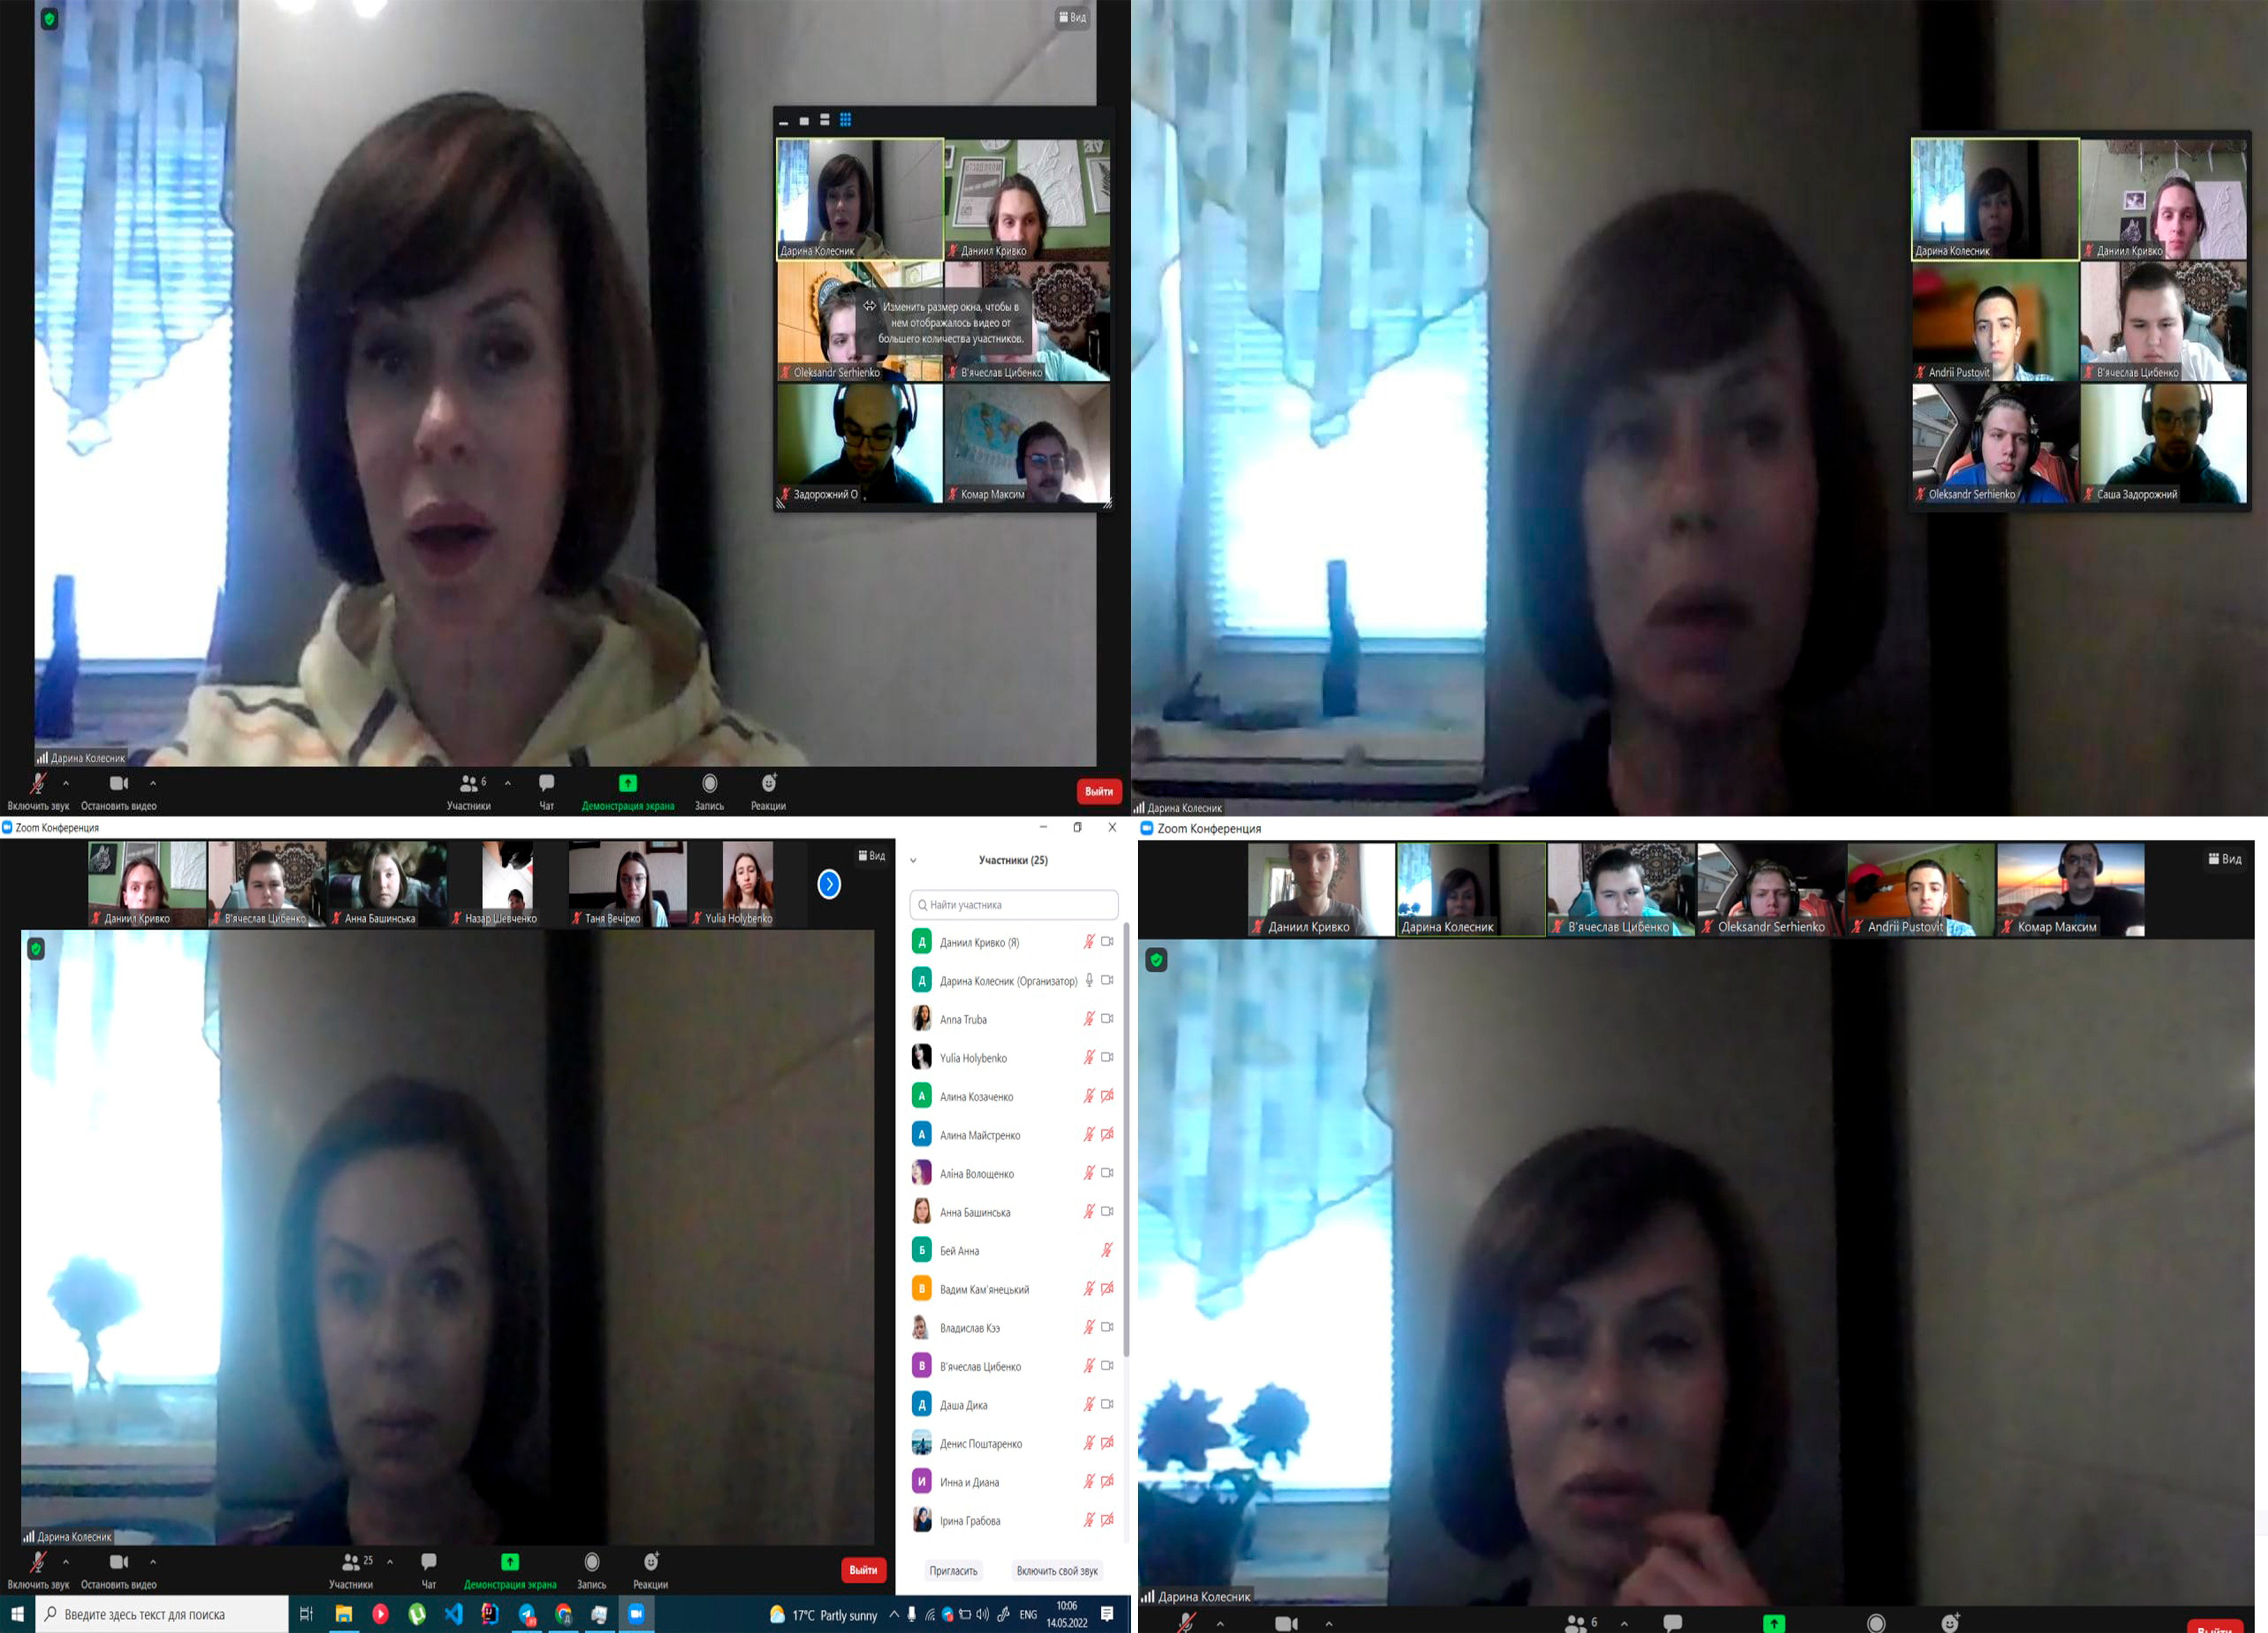 Вид
Дарина Колесник
Даниил Кривко
Изменить размер окна, чтобы в
нем отображалось видео от
большего количества участников.
Oleksandr Serhienko
В'ячеслав Цибенко
Задорожний О
Комар Максим
Дарина Колесник
Включить звук
Остановить видео
6
Участники
Чат
Демонстрация экрана
Запись
Реакции
Выйти
Дарина Колесник
Даниил Кривко
Andrii Pustovit
В'ячеслав Цибенко
Oleksandr Serhienko
Саша Задорожний
Дарина Колесник
Zoom Конференция
Даниил Кривко
В'ячеслав Цибенко
Анна Башинська
Назар Шевченко
Таня Вечірко
Yulia Holybenko
Вид
Участники (25)
Найти участника
Д Даниил Кривко (Я)
Д Дарина Колесник (Организатор)
Anna Truba
Yulia Holybenko
А Алина Козаченко
А Алина Майстренко
Аліна Волощенко
Анна Башинська
Б Бей Анна
В Вадим Кам'янецький
Владислав Кээ
В В'ячеслав Цибенко
Д Даша Дика
Денис Поштаренко
И Инна и Диана
Ірина Грабова
Пригласить
Включить свой звук
Дарина Колесник
Включить звук
Остановить видео
25
Участники
Чат
Демонстрация экрана
Запись
Реакции
Выйти
Введите здесь текст для поиска
17°C Partly sunny
ENG
10:06
14.05.2022
Zoom Конференция
Даниил Кривко
Дарина Колесник
В'ячеслав Цибенко
Oleksandr Serhienko
Andrii Pustovit
Комар Максим
Вид
Дарина Колесник
6
Выйти